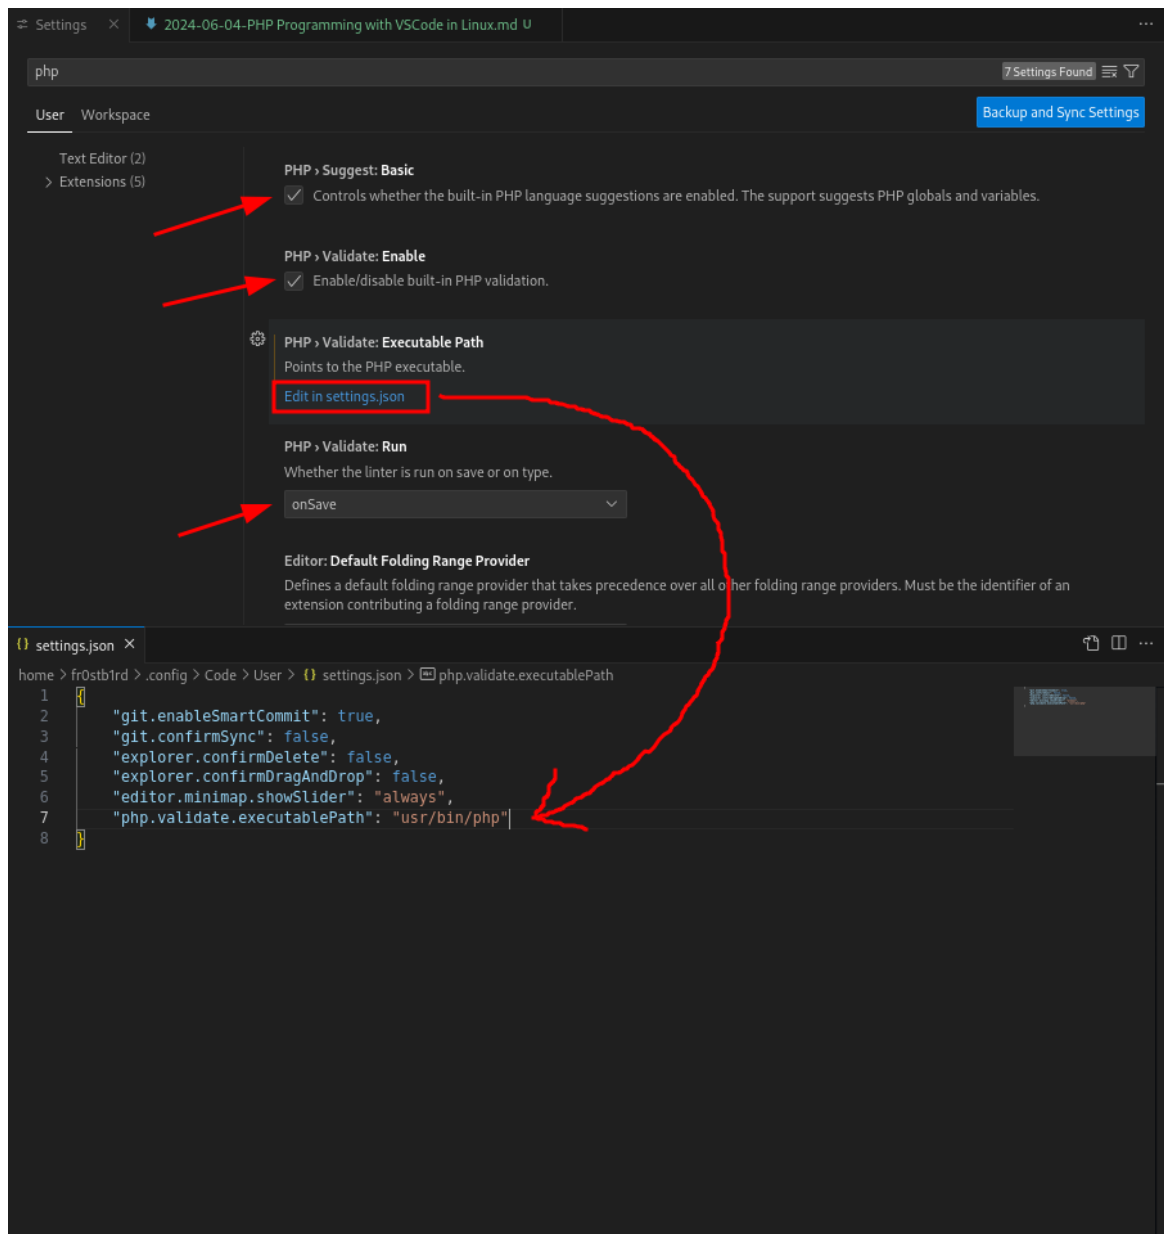 Settings
2024-06-04-PHP Programming with VSCode in Linux.md U
php
7 Settings Found
User Workspace
Backup and Sync Settings
Text Editor (2)
Extensions (5)
PHP › Suggest: Basic
Controls whether the built-in PHP language suggestions are enabled. The support suggests PHP globals and variables.
PHP › Validate: Enable
Enable/disable built-in PHP validation.
PHP › Validate: Executable Path
Points to the PHP executable.
Edit in settings.json
PHP › Validate: Run
Whether the linter is run on save or on type.
onSave
Editor: Default Folding Range Provider
Defines a default folding range provider that takes precedence over all other folding range providers. Must be the identifier of an
extension contributing a folding range provider.
{} settings.json
home > fr0stb1rd > .config > Code > User > {} settings.json > php.validate.executablePath
1 {
2 "git.enableSmartCommit": true,
3 "git.confirmSync": false,
4 "explorer.confirmDelete": false,
5 "explorer.confirmDragAndDrop": false,
6 "editor.minimap.showSlider": "always",
7 "php.validate.executablePath": "usr/bin/php"
8 }